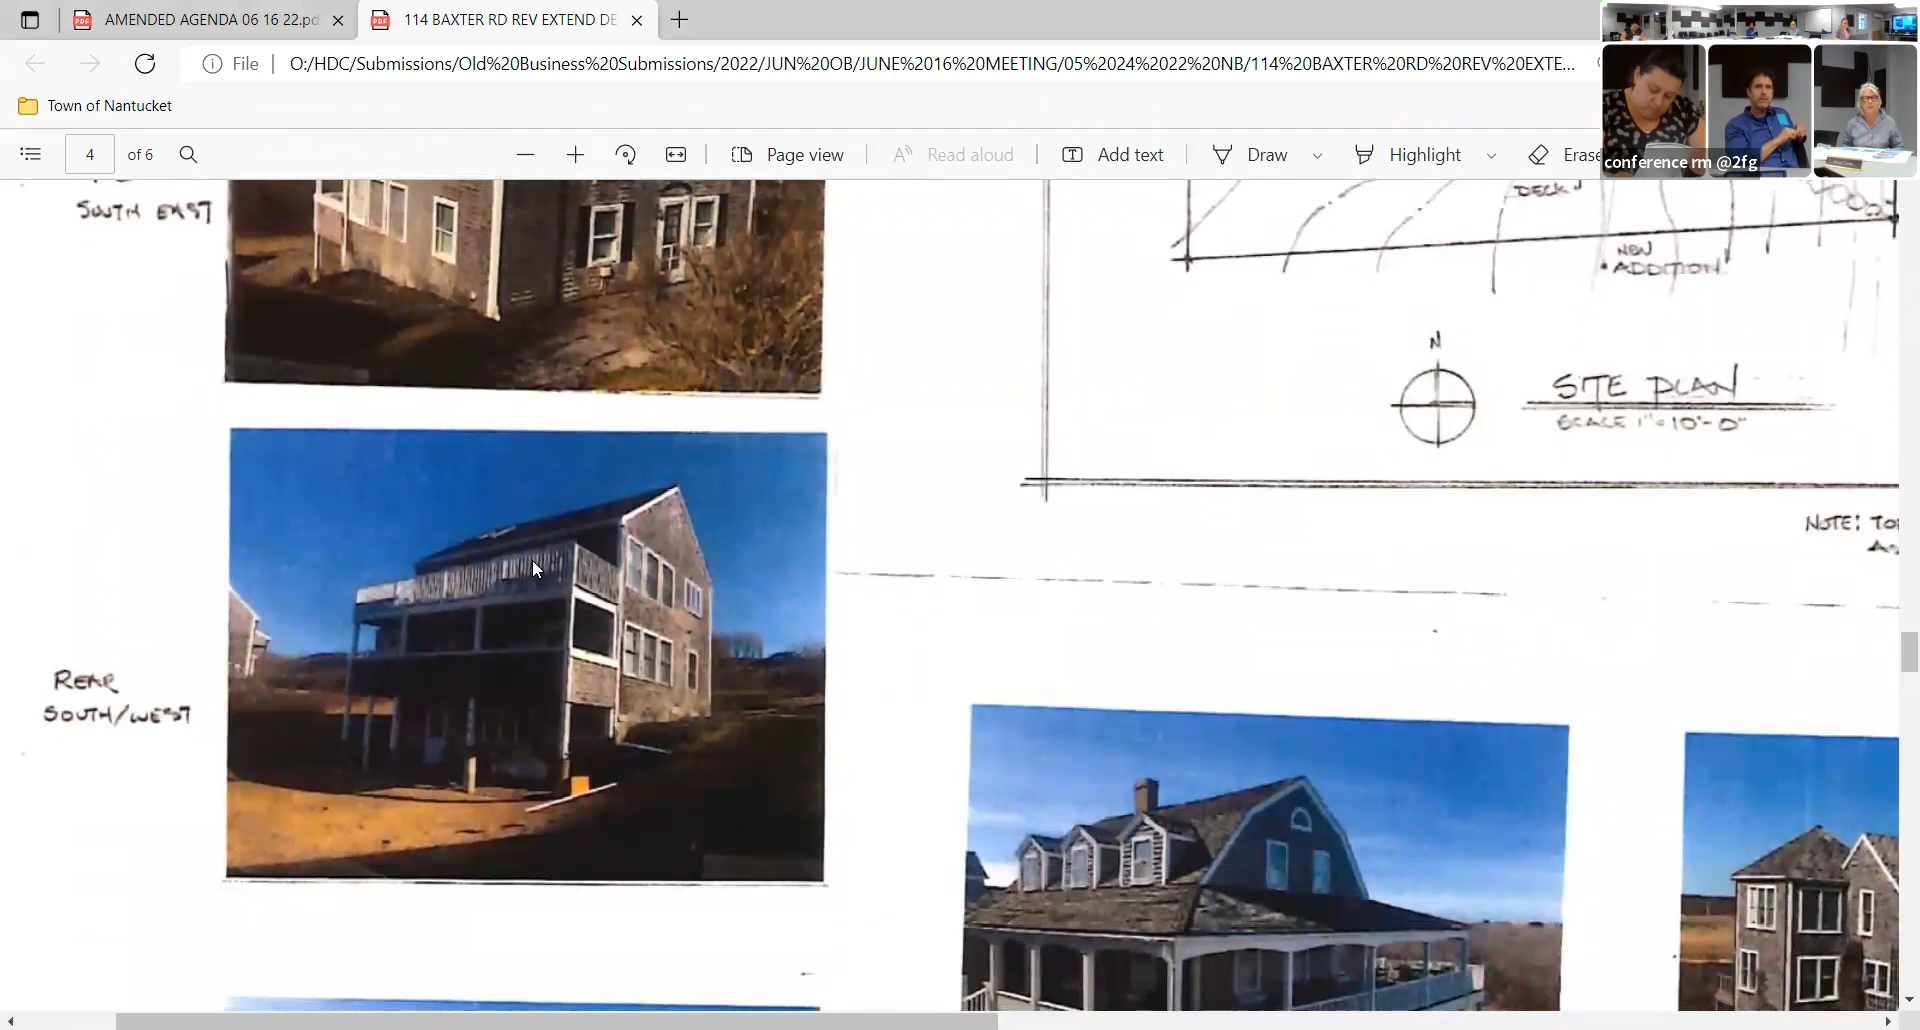 AMENDED AGENDA 06 16 22.pd
114 BAXTER RD REV EXTEND DE
File
O:/HDC/Submissions/Old%20Business%20Submissions/2022/JUN%20OB/JUNE%2016%20MEETING/05%2024%2022%20NB/114%20BAXTER%20RD%20REV%20EXTE...
Town of Nantucket
4 of 6
Page view
Read aloud
Add text
Draw
Highlight
Erase
conference rm @2fg
SOUTH EAST
DECK
NEW
ADDITION
N
SITE PLAN
SCALE 1"=10'-0"
NOTE: TO
REAR
SOUTH/WEST